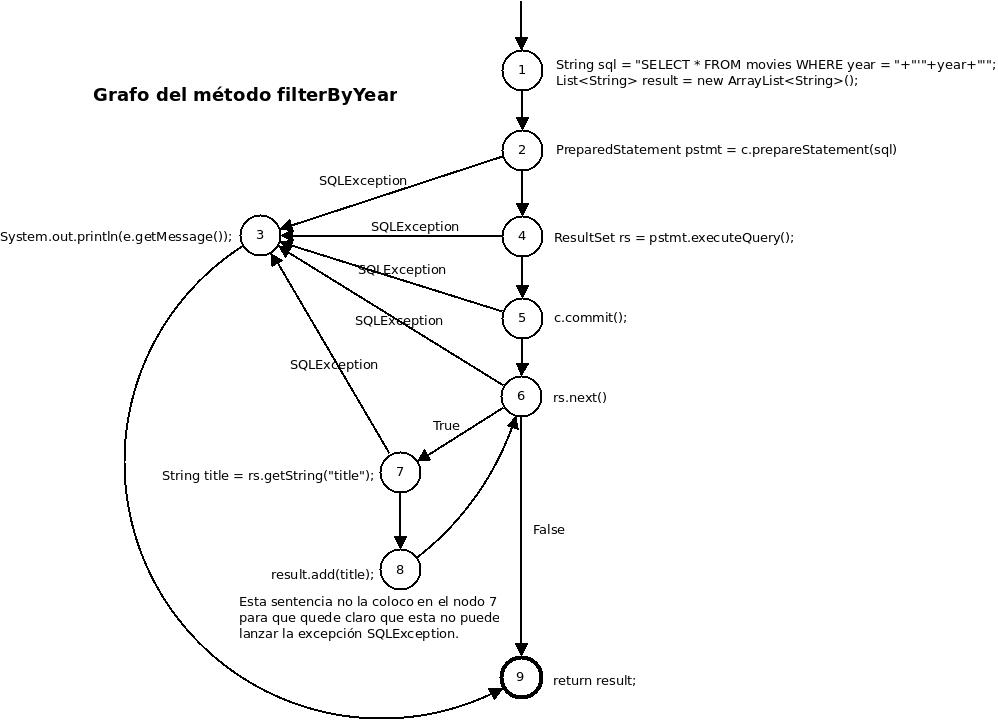 1
String sql = "SELECT * FROM movies WHERE year = "+"'"+year+"'";
List<String> result = new ArrayList<String>();
Grafo del método filterByYear
2
PreparedStatement pstmt = c.prepareStatement(sql)
SQLException
SQLException
System.out.println(e.getMessage());
3
4
ResultSet rs = pstmt.executeQuery();
SQLException
SQLException
5
c.commit();
SQLException
6
rs.next()
True
String title = rs.getString("title");
7
False
result.add(title);
8
Esta sentencia no la coloco en el nodo 7
para que quede claro que esta no puede
lanzar la excepción SQLException.
9
return result;